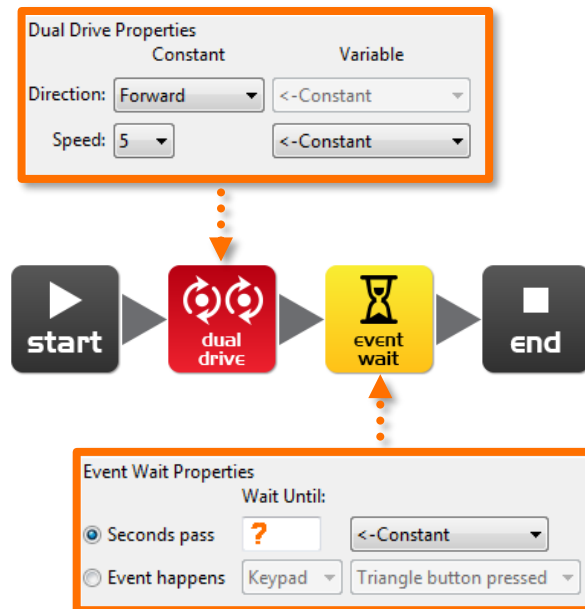 Dual Drive Properties
Constant Variable
Direction: Forward <-Constant
Speed: 5 <-Constant
start
dual
drive
event
wait
end
Event Wait Properties
Wait Until:
Seconds pass ? <-Constant
Event happens Keypad Triangle button pressed